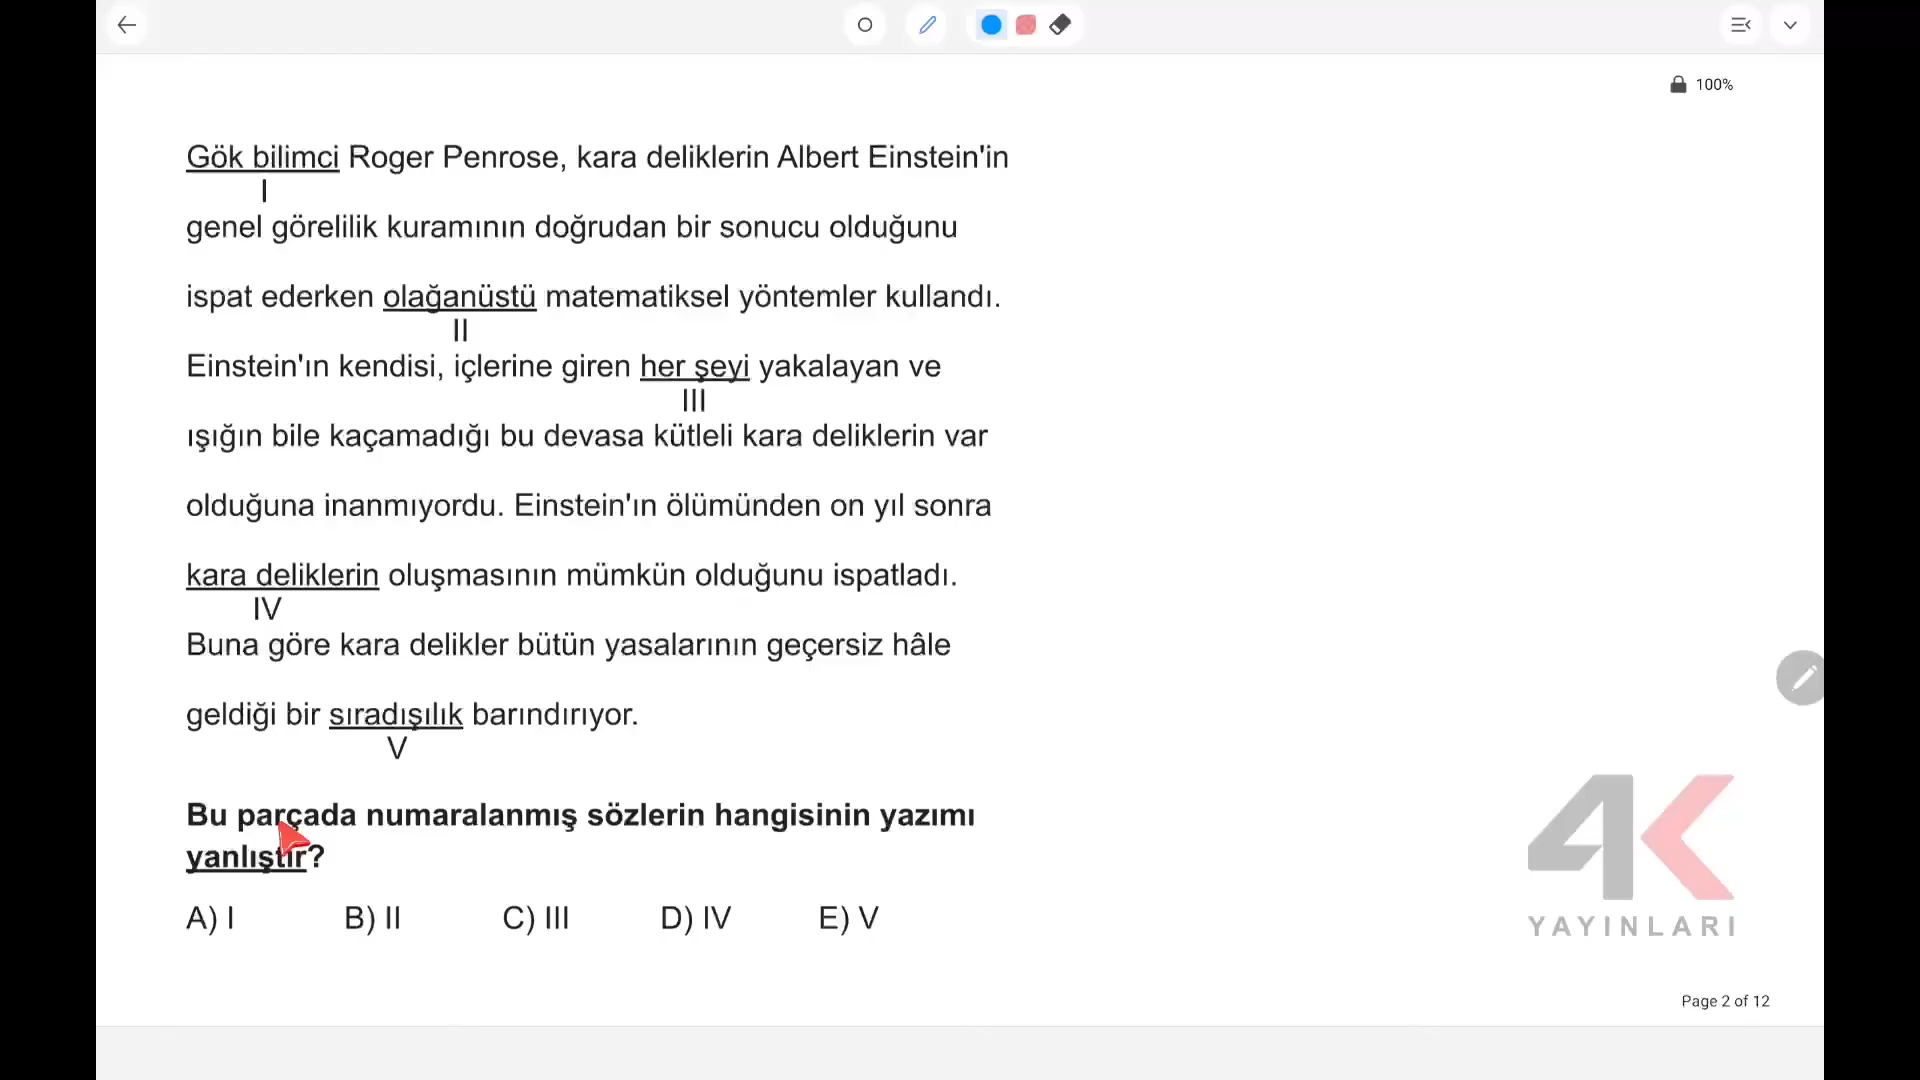 100%
Gök bilimci Roger Penrose, kara deliklerin Albert Einstein'in
I
genel görelilik kuramının doğrudan bir sonucu olduğunu
ispat ederken olağanüstü matematiksel yöntemler kullandı.
II
Einstein'ın kendisi, içlerine giren her şeyi yakalayan ve
III
ışığın bile kaçamadığı bu devasa kütleli kara deliklerin var
olduğuna inanmıyordu. Einstein'ın ölümünden on yıl sonra
kara deliklerin oluşmasının mümkün olduğunu ispatladı.
IV
Buna göre kara delikler bütün yasalarının geçersiz hâle
geldiği bir sıradışılık barındırıyor.
V
Bu parçada numaralanmış sözlerin hangisinin yazımı
yanlıştır?
A) I B) II C) III D) IV E) V
4K
YAYINLARI
Page 2 of 12